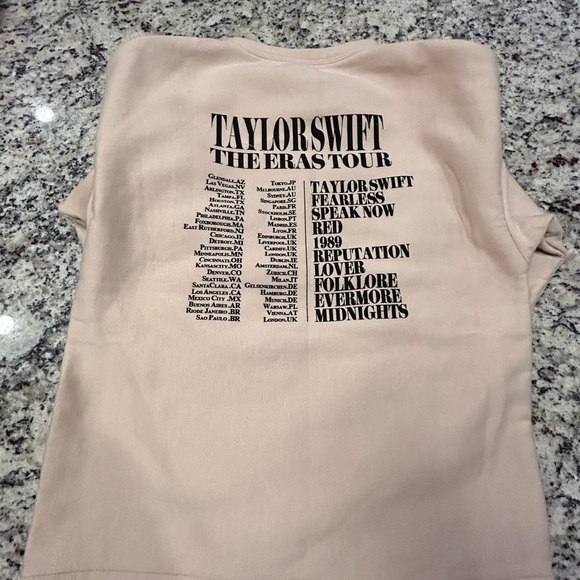 TAYLOR SWIFT
THE ERAS TOUR
GLENDALE.AZ
LAS VEGAS.NV
ARLINGTON.TX
TAMPA.FL
HOUSTON.TX
ATLANTA.GA
NASHVILLE.TN
PHILADELPHIA.PA
FOXBOROUGH.MA
EAST RUTHERFORD.NJ
CHICAGO.IL
DETROIT.MI
PITTSBURGH.PA
MINNEAPOLIS.MN
CINCINNATI.OH
KANSASCITY.MO
DENVER.CO
SEATTLE.WA
SANTACLARA.CA
LOS ANGELES.CA
MEXICO CITY.MX
BUENOS AIRES.AR
RIODE JANEIRO.BR
SAO PAULO.BR
TOKYO.JP
MELBOURNE.AU
SYDNEY.AU
SINGAPORE.SG
PARIS.FR
STOCKHOLM.SE
LISBON.PT
MADRID.ES
LYON.FR
EDINBURGH.UK
LIVERPOOL.UK
CARDIFF.UK
LONDON.UK
DUBLIN.IE
AMSTERDAM.NL
ZURICH.CH
MILAN.IT
GELSENKIRCHEN.DE
HAMBURG.DE
MUNICH.DE
WARSAW.PL
VIENNA.AT
LONDON.UK
TAYLOR SWIFT
FEARLESS
SPEAK NOW
RED
1989
REPUTATION
LOVER
FOLKLORE
EVERMORE
MIDNIGHTS